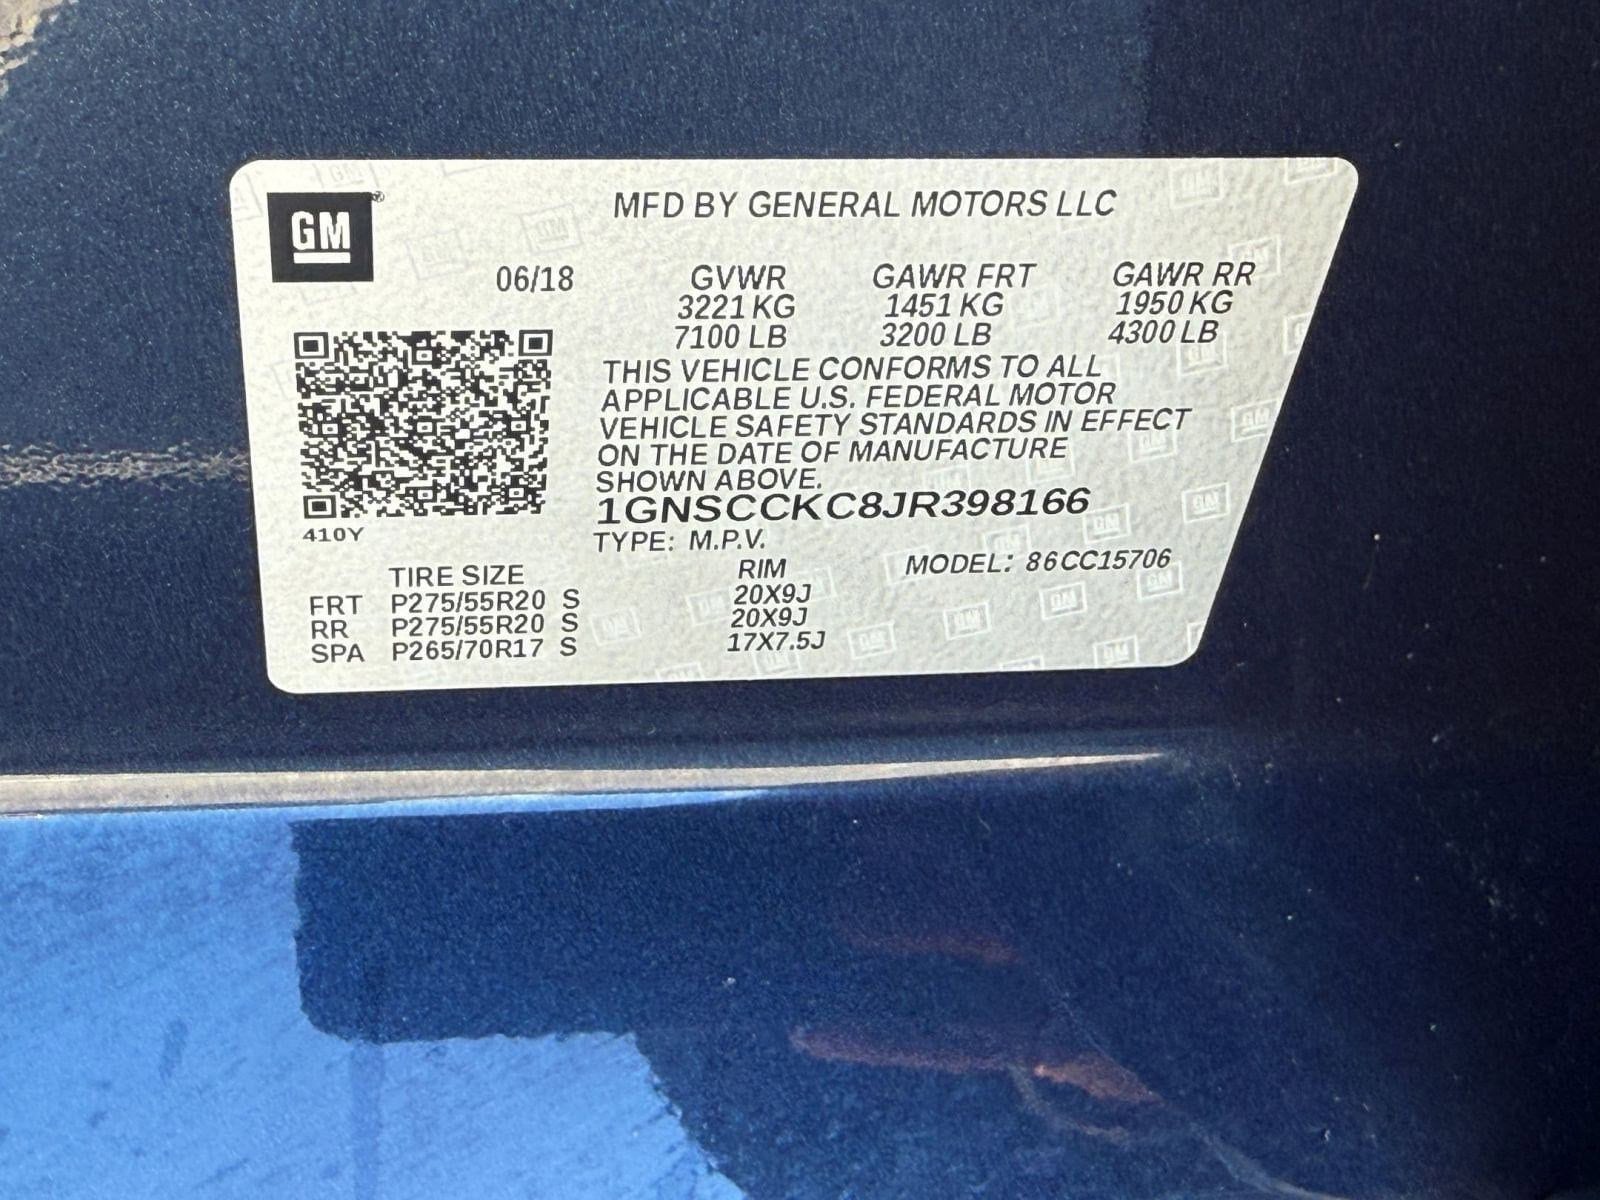 GM
MFD BY GENERAL MOTORS LLC
06/18 GVWR GAWR FRT GAWR RR
3221 KG 1451 KG 1950 KG
7100 LB 3200 LB 4300 LB
THIS VEHICLE CONFORMS TO ALL
APPLICABLE U.S. FEDERAL MOTOR
VEHICLE SAFETY STANDARDS IN EFFECT
ON THE DATE OF MANUFACTURE
SHOWN ABOVE.
1GNSCCKC8JR398166
410Y
TYPE: M.P.V. MODEL: 86CC15706
TIRE SIZE RIM
FRT P275/55R20 S 20X9J
RR P275/55R20 S 20X9J
SPA P265/70R17 S 17X7.5J